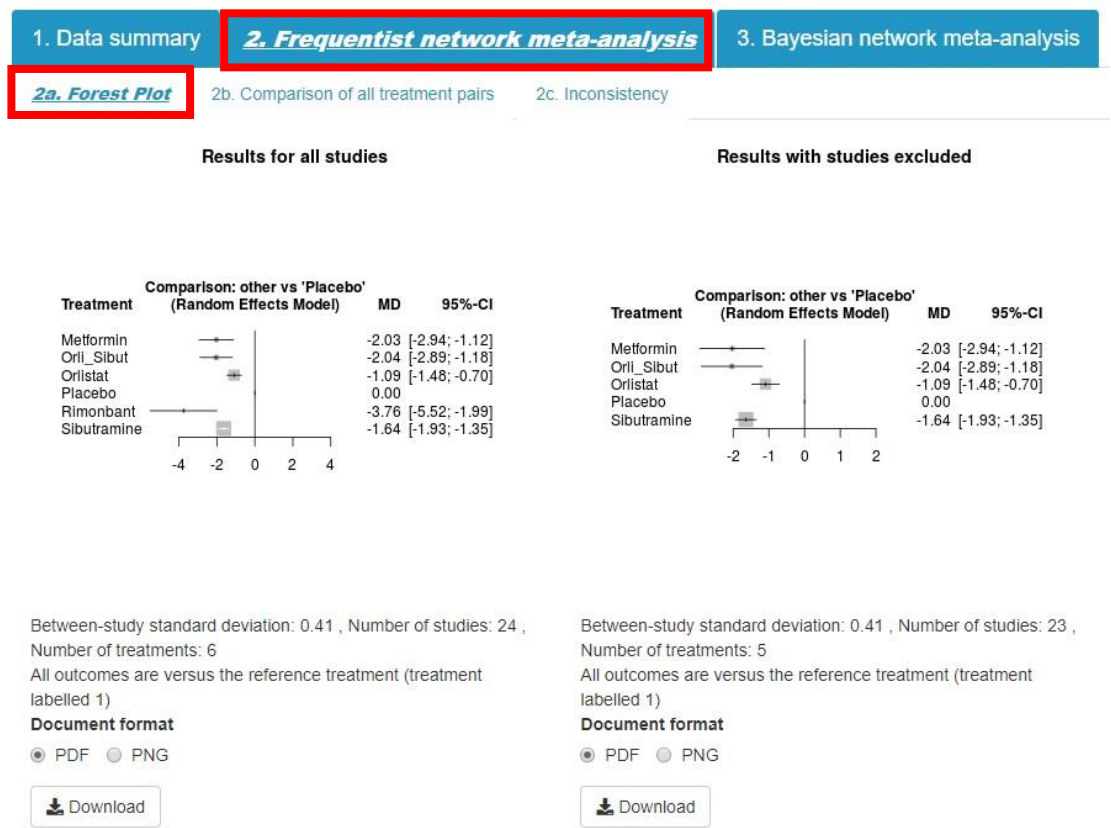 1. Data summary
2. Frequentist network meta-analysis
3. Bayesian network meta-analysis
2a. Forest Plot
2b. Comparison of all treatment pairs
2c. Inconsistency
Results for all studies
Comparison: other vs 'Placebo'
Treatment (Random Effects Model) MD 95%-CI
Metformin -2.03 [-2.94; -1.12]
Orli_Sibut -2.04 [-2.89; -1.18]
Orlistat -1.09 [-1.48; -0.70]
Placebo 0.00
Rimonbant -3.76 [-5.52; -1.99]
Sibutramine -1.64 [-1.93; -1.35]
-4 -2 0 2 4
Between-study standard deviation: 0.41 , Number of studies: 24 ,
Number of treatments: 6
All outcomes are versus the reference treatment (treatment
labelled 1)
Document format
PDF PNG
Download
Results with studies excluded
Comparison: other vs 'Placebo'
Treatment (Random Effects Model) MD 95%-CI
Metformin -2.03 [-2.94; -1.12]
Orli_Sibut -2.04 [-2.89; -1.18]
Orlistat -1.09 [-1.48; -0.70]
Placebo 0.00
Sibutramine -1.64 [-1.93; -1.35]
-2 -1 0 1 2
Between-study standard deviation: 0.41 , Number of studies: 23 ,
Number of treatments: 5
All outcomes are versus the reference treatment (treatment
labelled 1)
Document format
PDF PNG
Download